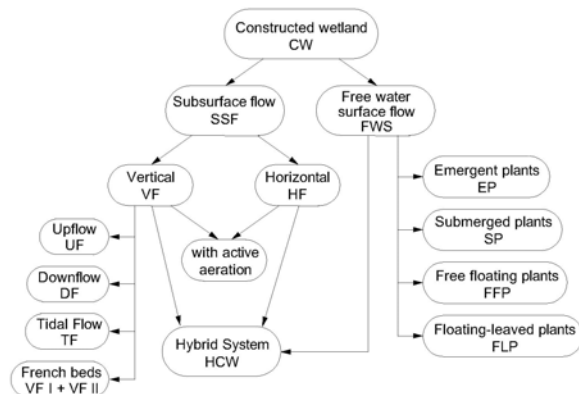 Constructed wetland
CW
Subsurface flow
SSF
Free water
surface flow
FWS
Vertical
VF
Horizontal
HF
Emergent plants
EP
Upflow
UF
with active
aeration
Submerged plants
SP
Downflow
DF
Free floating plants
FFP
Tidal Flow
TF
Hybrid System
HCW
Floating-leaved plants
FLP
French beds
VF I + VF II